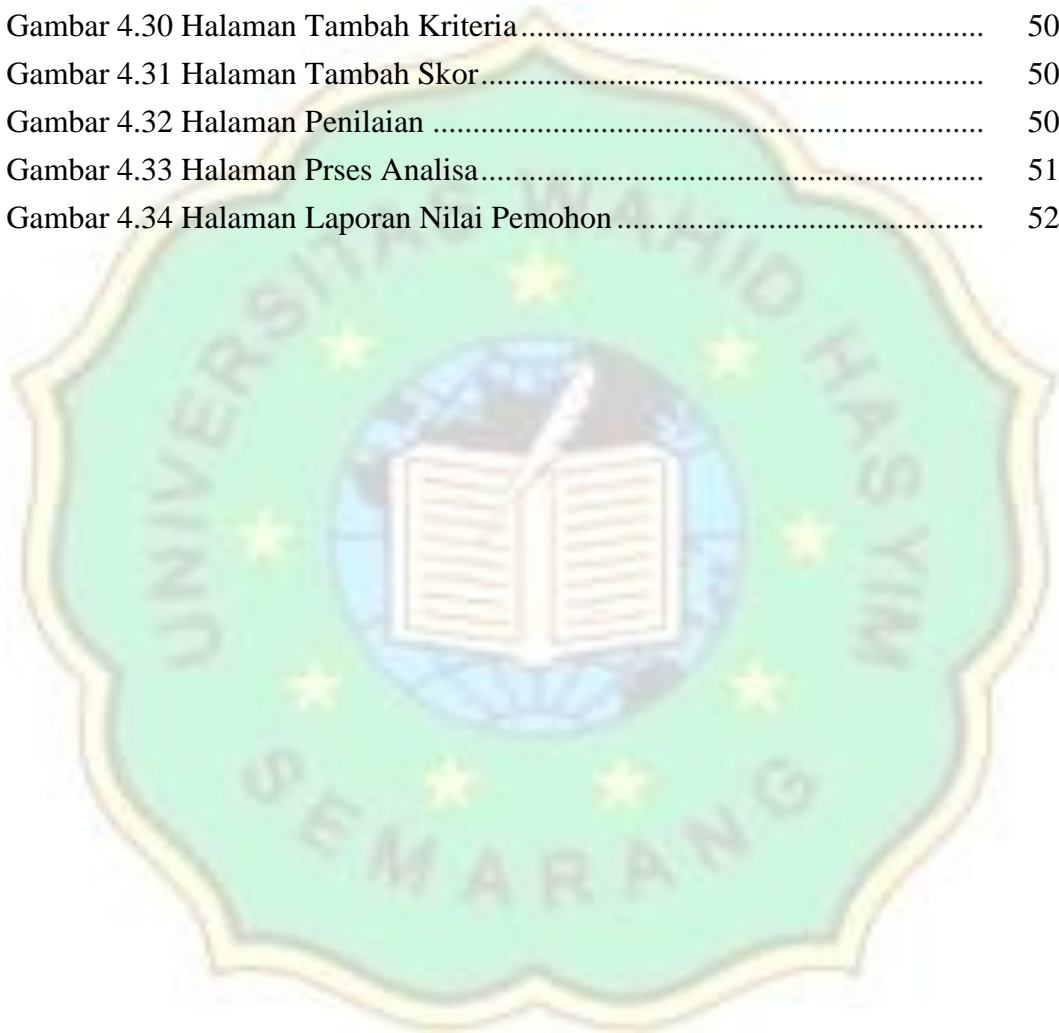 Gambar 4.30 Halaman Tambah Kriteria.......................................................... 50
Gambar 4.31 Halaman Tambah Skor............................................................... 50
Gambar 4.32 Halaman Penilaian ..................................................................... 50
Gambar 4.33 Halaman Prses Analisa............................................................... 51
Gambar 4.34 Halaman Laporan Nilai Pemohon .............................................. 52
UNIVERSITAS WAHID HASYIM
SEMARANG